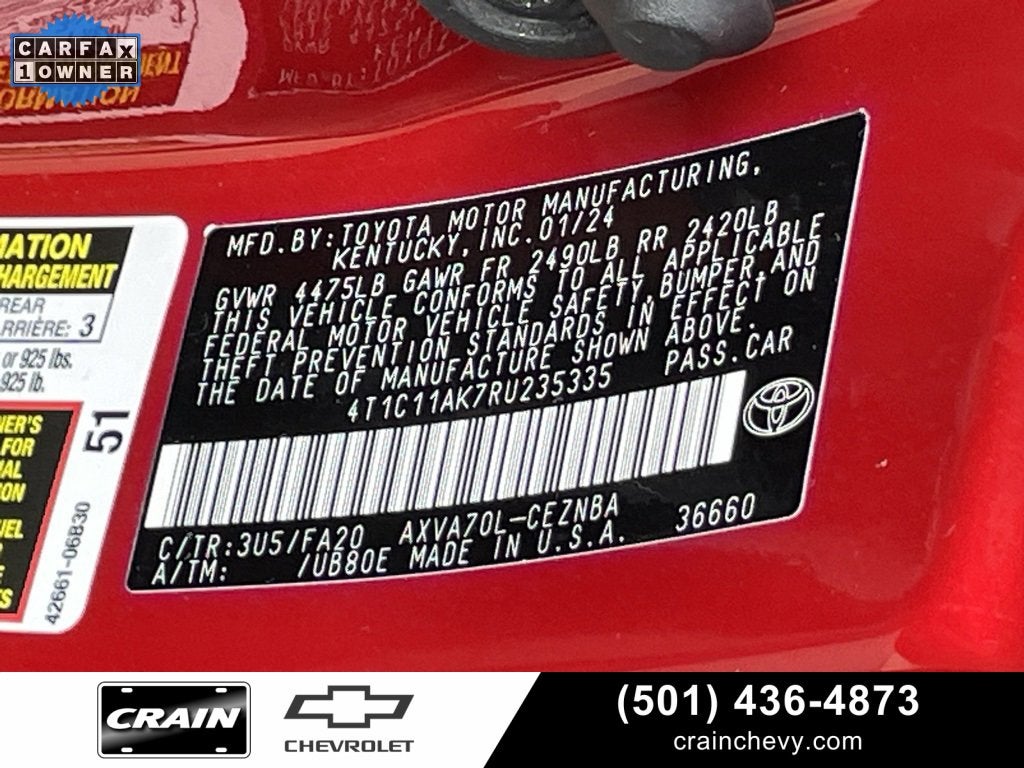 CARFAX
1 OWNER
MFD.BY:TOYOTA MOTOR MANUFACTURING,
KENTUCKY, INC. 01/24
GVWR 4475LB GAWR FR 2490LB RR 2420LB
THIS VEHICLE CONFORMS TO ALL APPLICABLE
FEDERAL MOTOR VEHICLE SAFETY,BUMPER,AND
THEFT PREVENTION STANDARDS IN EFFECT ON
THE DATE OF MANUFACTURE SHOWN ABOVE.
4T1C11AK7RU235335 PASS.CAR
C/TR:3U5/FA20 AXVA70L-CEZNBA 36660
A/TM: /UB80E MADE IN U.S.A.
MATION
HARGEMENT
REAR
ARRIÈRE: 3
or 925 lbs.
925 lb.
51
42661-06B30
CRAIN
CHEVROLET
(501) 436-4873
crainchevy.com